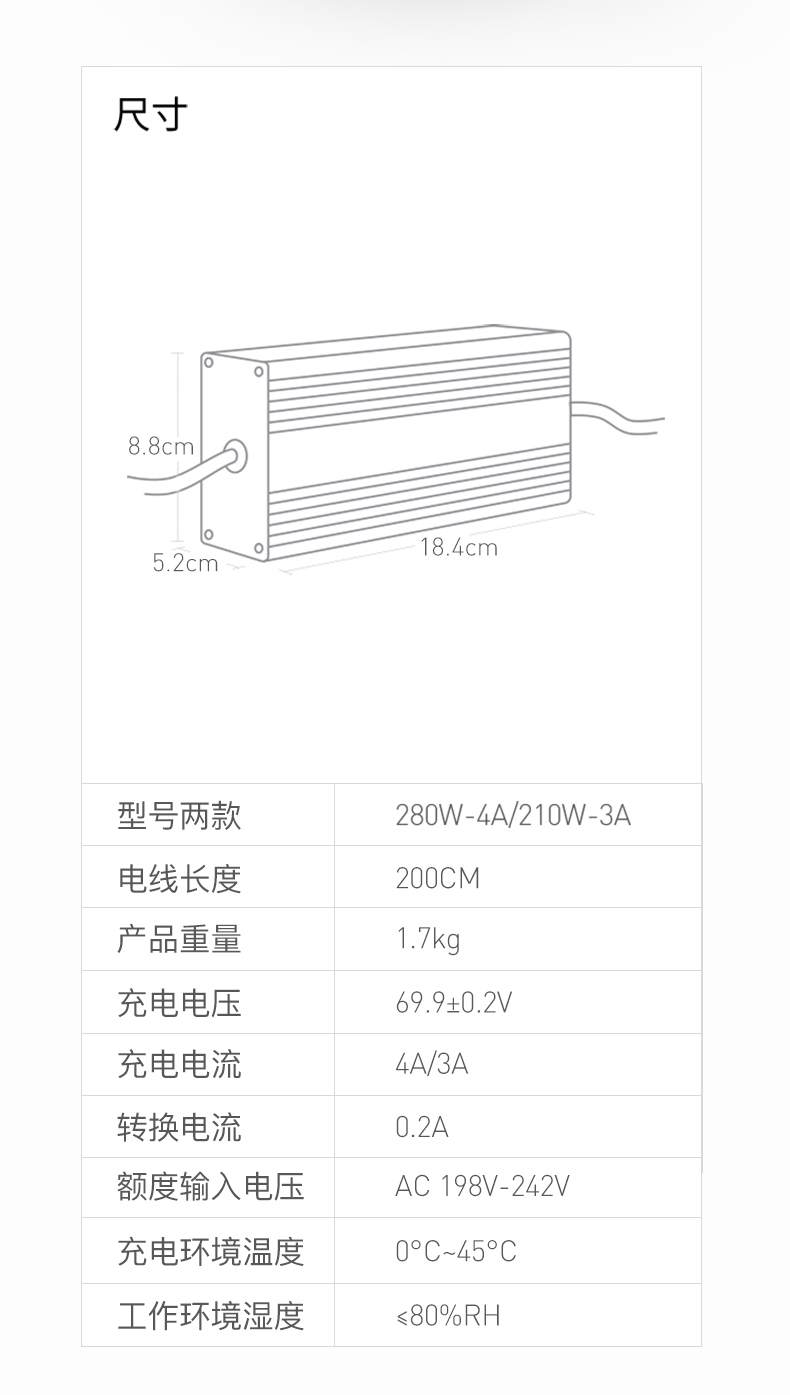 尺寸
8.8cm
5.2cm
18.4cm
型号两款 280W-4A/210W-3A
电线长度 200CM
产品重量 1.7kg
充电电压 69.9±0.2V
充电电流 4A/3A
转换电流 0.2A
额度输入电压 AC 198V-242V
充电环境温度 0°C~45°C
工作环境湿度 ≤80%RH